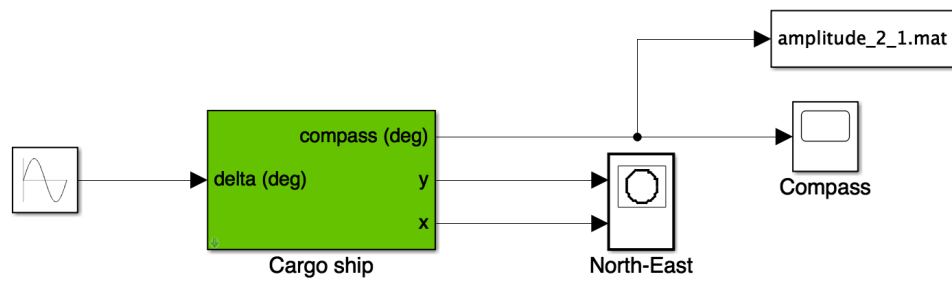 amplitude_2_1.mat
compass (deg)
delta (deg)
y
x
Compass
Cargo ship
North-East